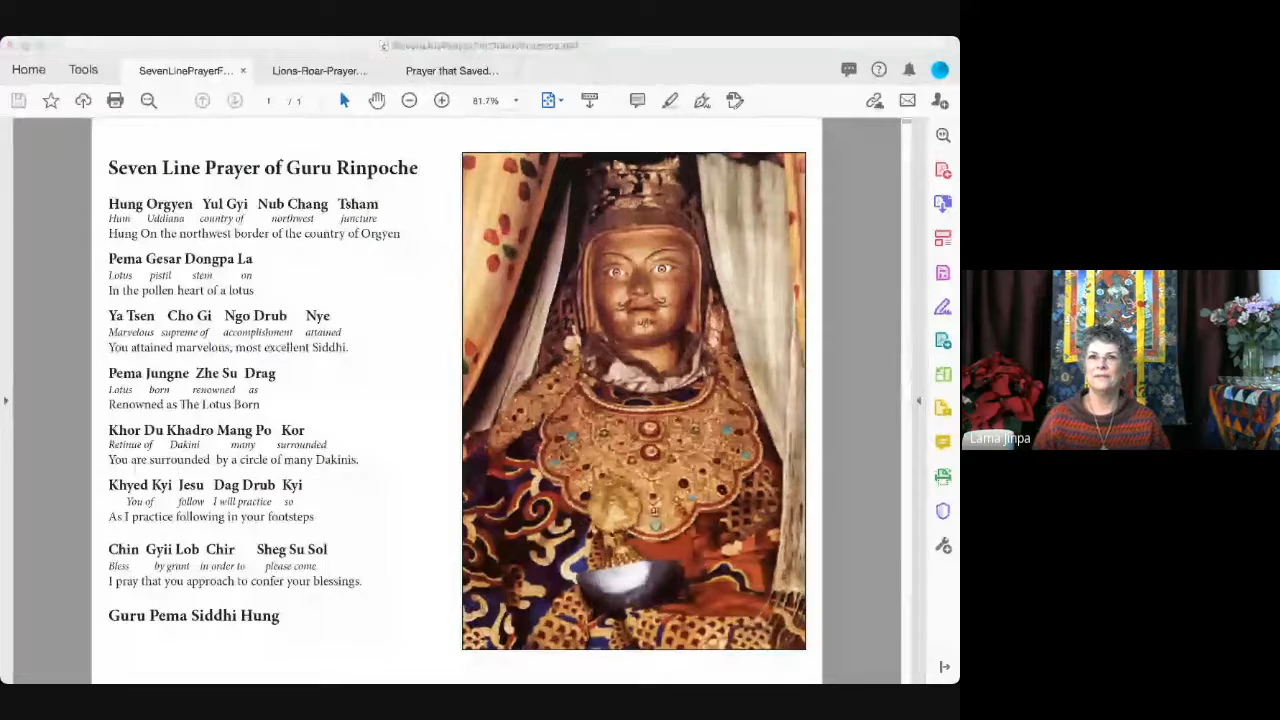 Home
Tools
SevenLinePrayerF...
×
Lions-Roar-Prayer...
Prayer that Saved...
1 / 1
81.7%
Seven Line Prayer of Guru Rinpoche
Hung Orgyen Yul Gyi Nub Chang Tsham
Hum Uddiana country of northwest juncture
Hung On the northwest border of the country of Orgyen
Pema Gesar Dongpa La
Lotus pistil stem on
In the pollen heart of a lotus
Ya Tsen Cho Gi Ngo Drub Nye
Marvelous supreme of accomplishment attained
You attained marvelous, most excellent Siddhi.
Pema Jungne Zhe Su Drag
Lotus born renowned as
Renowned as The Lotus Born
Khor Du Khadro Mang Po Kor
Retinue of Dakini many surrounded
You are surrounded by a circle of many Dakinis.
Khyed Kyi Jesu Dag Drub Kyi
You of follow I will practice so
As I practice following in your footsteps
Chin Gyii Lob Chir Sheg Su Sol
Bless by grant in order to please come
I pray that you approach to confer your blessings.
Guru Pema Siddhi Hung
Lama Jinpa